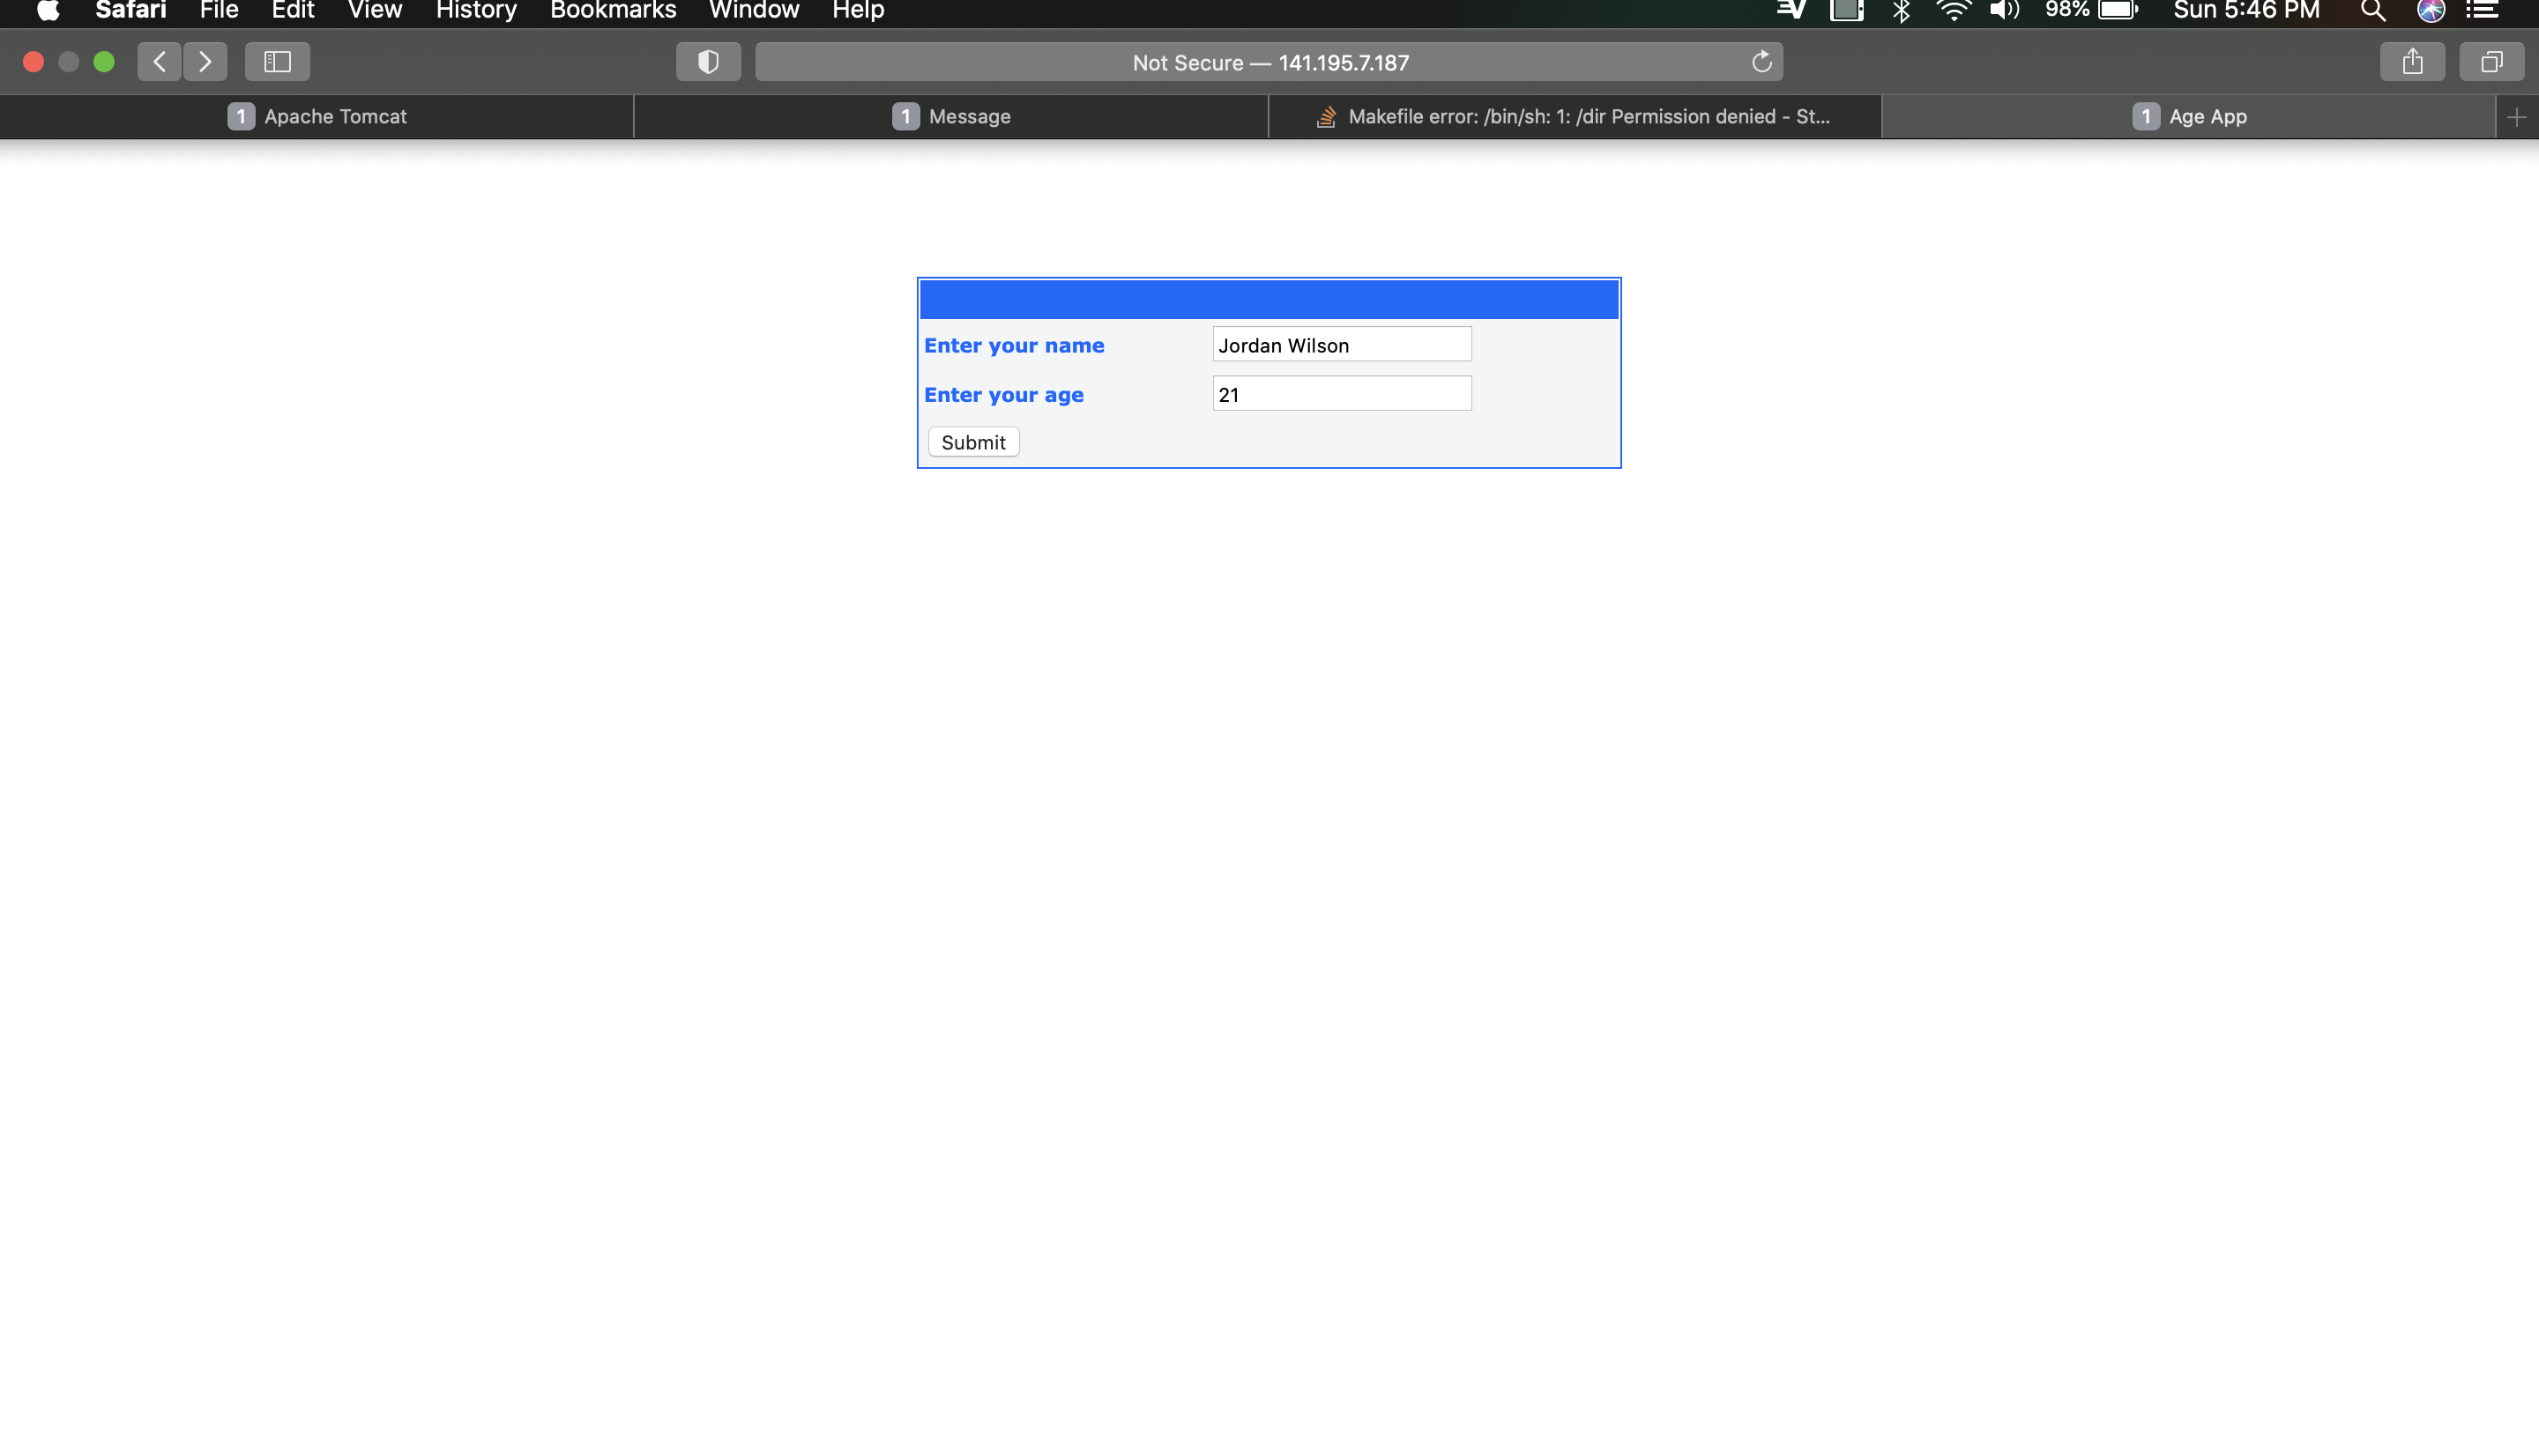 Safari File Edit View History Bookmarks Window Help 98% Sun 5:46 PM
Not Secure — 141.195.7.187
1 Apache Tomcat 1 Message Makefile error: /bin/sh: 1: /dir Permission denied - St... 1 Age App
Enter your name Jordan Wilson
Enter your age 21
Submit